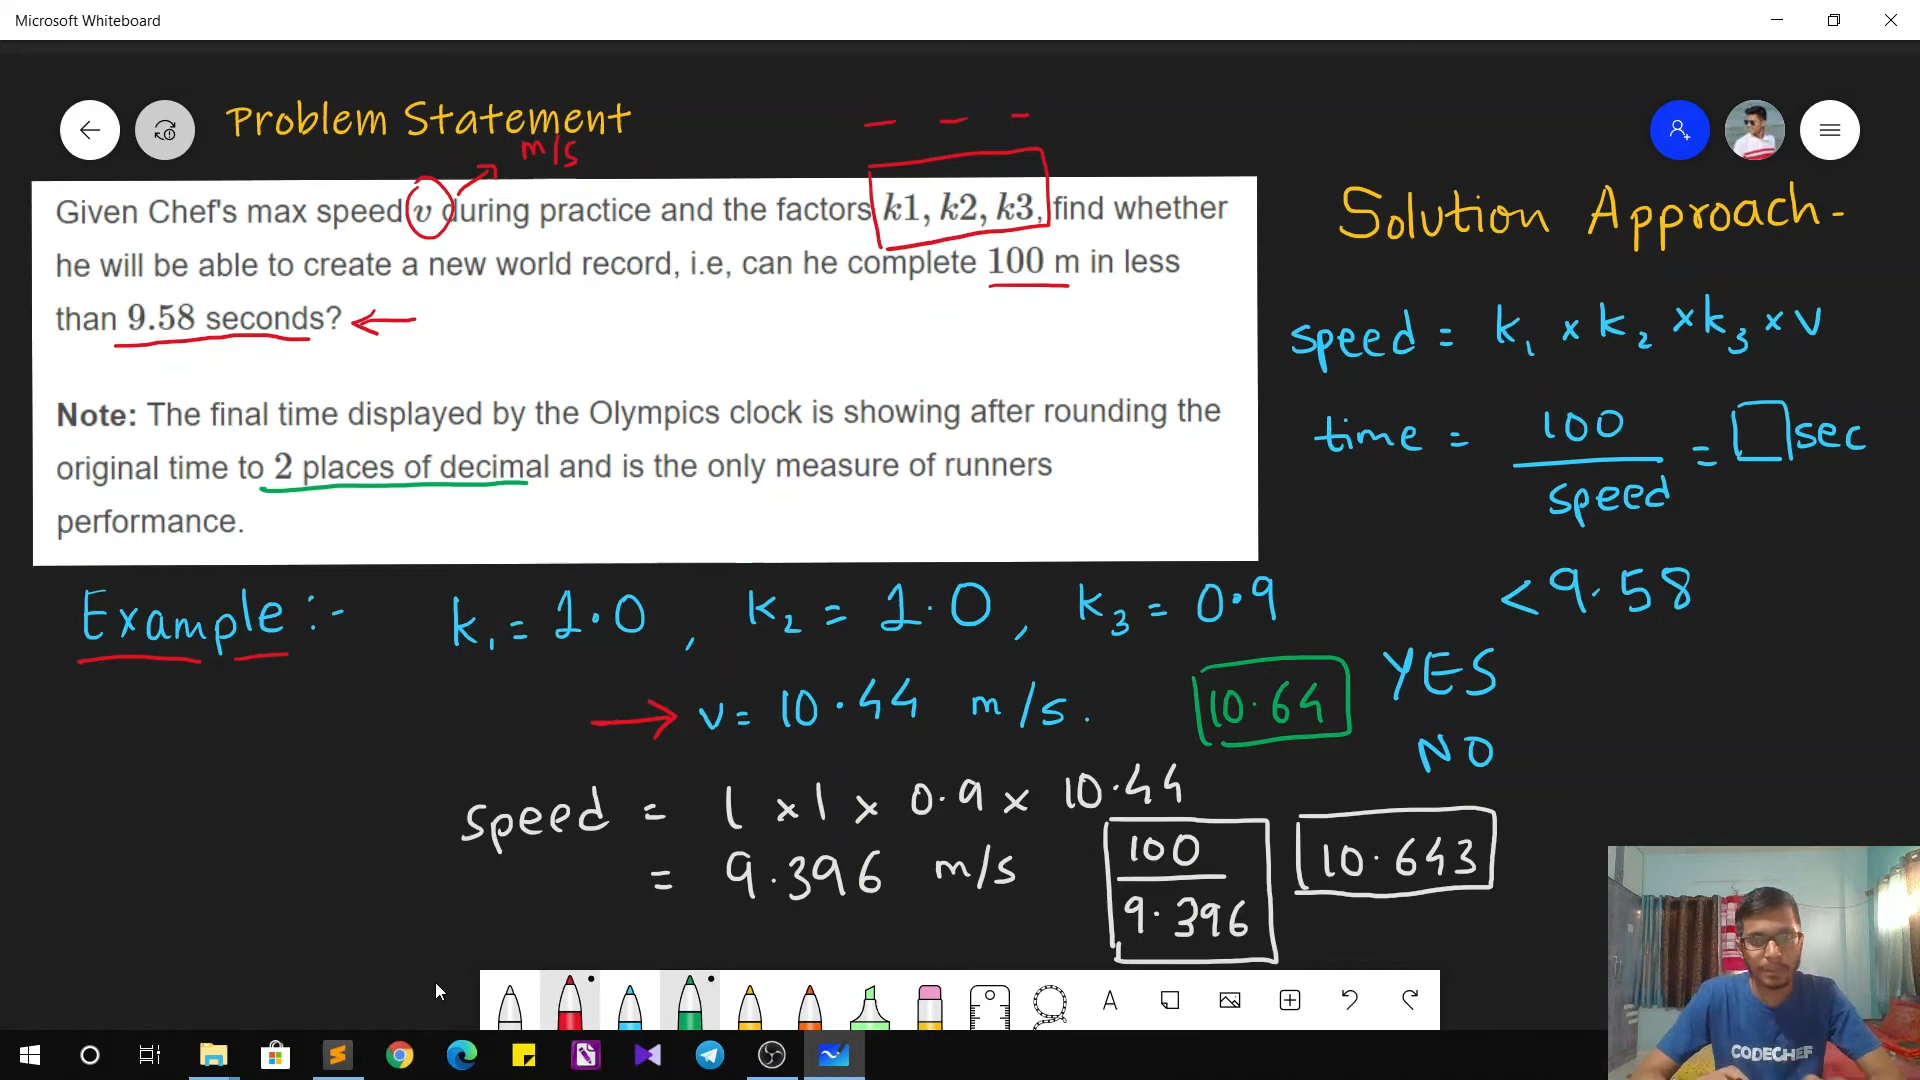 Microsoft Whiteboard
Problem Statement
m/s
Given Chef's max speed v during practice and the factors k1, k2, k3, find whether
he will be able to create a new world record, i.e, can he complete 100 m in less
than 9.58 seconds?
Note: The final time displayed by the Olympics clock is showing after rounding the
original time to 2 places of decimal and is the only measure of runners
performance.
Solution Approach-
speed = k₁ × k₂ × k₃ × v
time = 100 / speed = □ sec
< 9.58
YES
NO
Example :-
k₁ = 1.0 , k₂ = 1.0 , k₃ = 0.9
v = 10.44 m/s.
10.64
speed = 1 × 1 × 0.9 × 10.44
= 9.396 m/s
100
9.396
10.643
A
CODECHEF